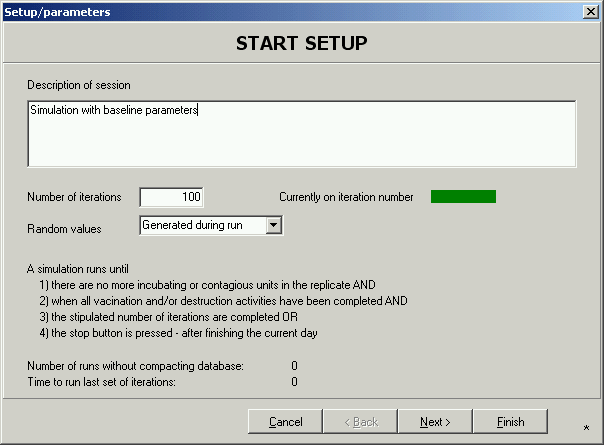 Setup/parameters
START SETUP
Description of session
Simulation with baseline parameters
Number of iterations 100 Currently on iteration number
Random values Generated during run
A simulation runs until
1) there are no more incubating or contagious units in the replicate AND
2) when all vacination and/or destruction activities have been completed AND
3) the stipulated number of iterations are completed OR
4) the stop button is pressed - after finishing the current day
Number of runs without compacting database: 0
Time to run last set of iterations: 0
Cancel < Back Next > Finish *